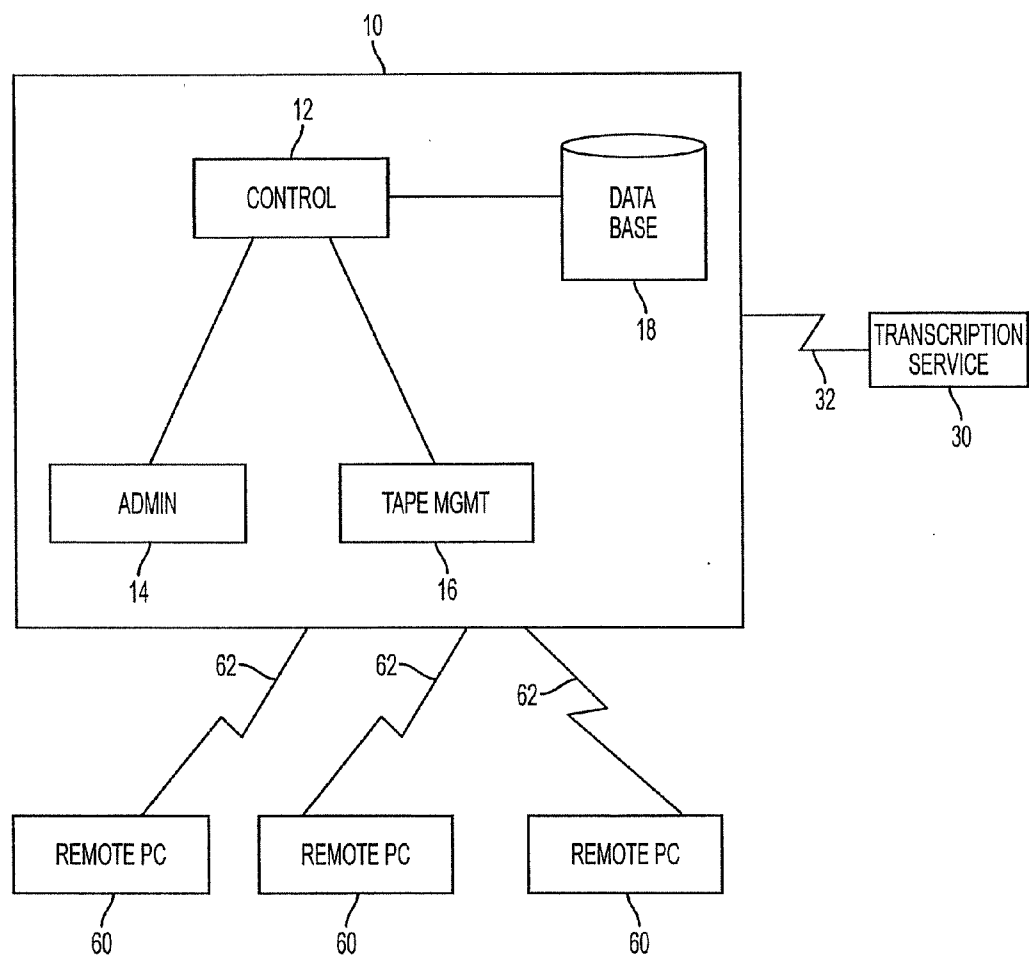 10
12
CONTROL
DATA
BASE
18
TRANSCRIPTION
SERVICE
32
30
ADMIN
TAPE MGMT
14
16
62
62
62
REMOTE PC
REMOTE PC
REMOTE PC
60
60
60